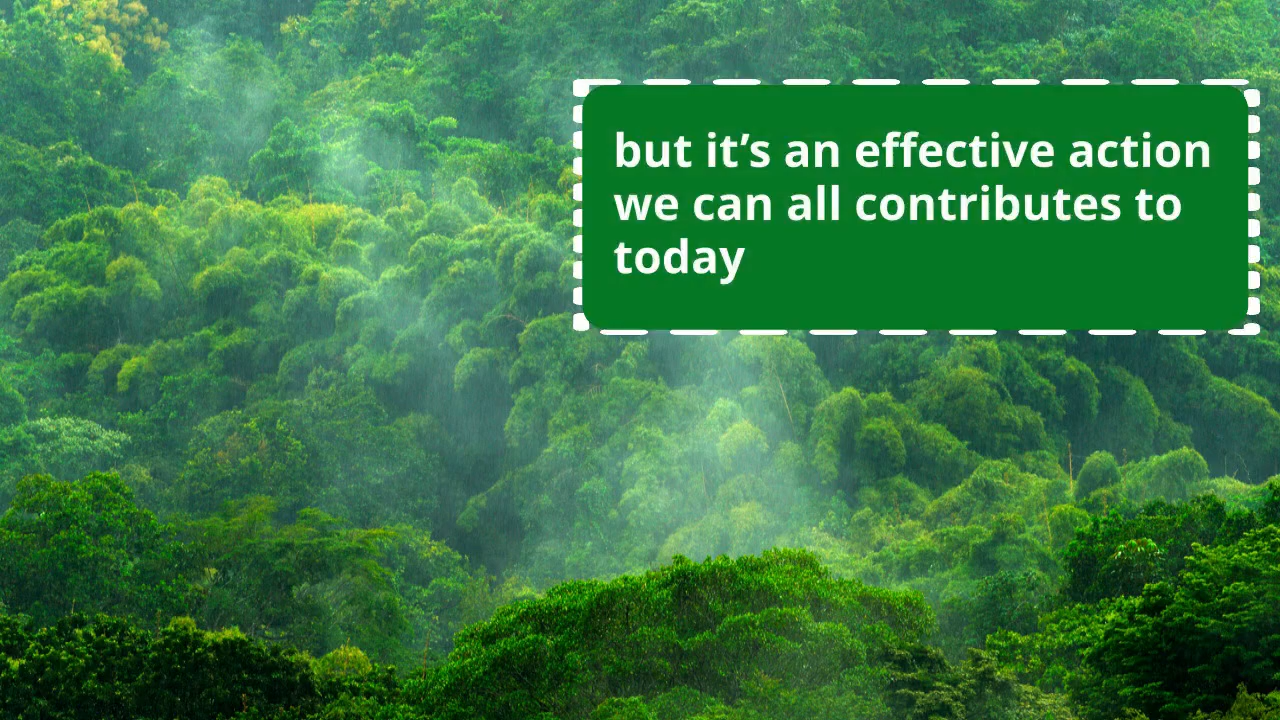 but it’s an effective action
we can all contributes to
today